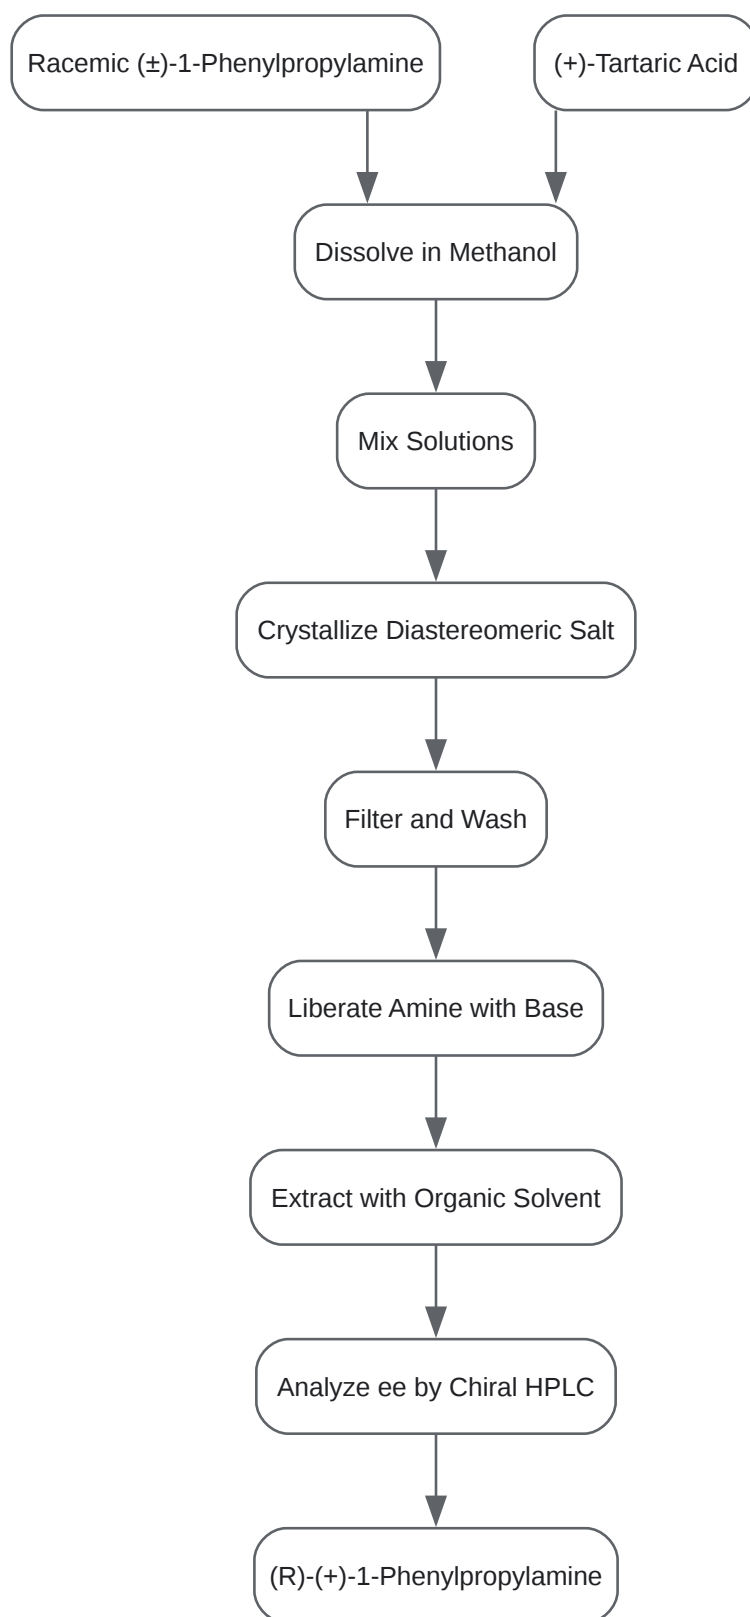 Racemic (±)-1-Phenylpropylamine
(+)-Tartaric Acid
Dissolve in Methanol
Mix Solutions
Crystallize Diastereomeric Salt
Filter and Wash
Liberate Amine with Base
Extract with Organic Solvent
Analyze ee by Chiral HPLC
(R)-(+)-1-Phenylpropylamine